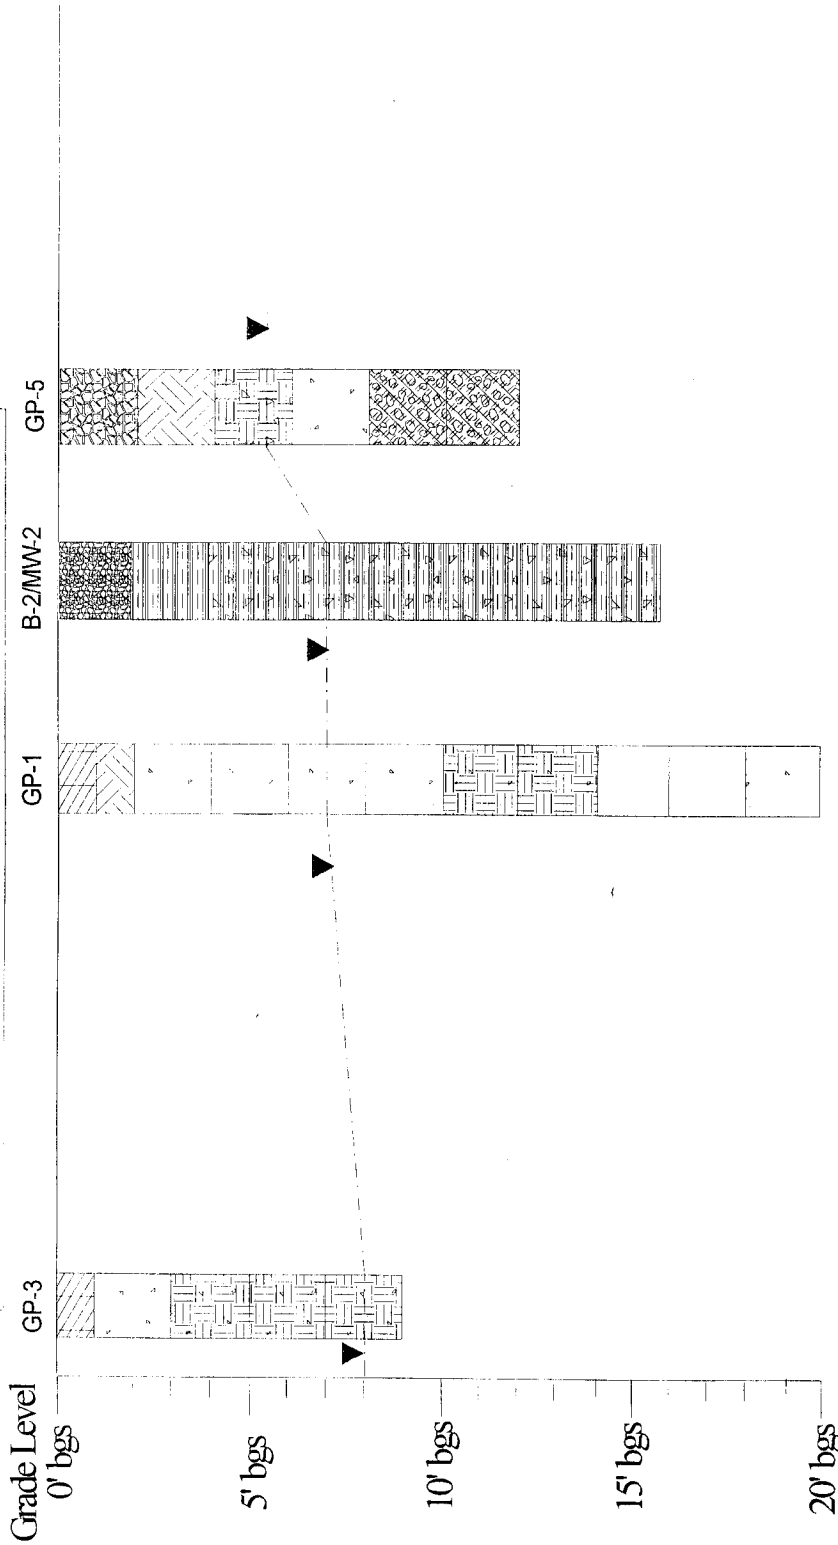 Grade Level
0' bgs
5' bgs
10' bgs
15' bgs
20' bgs
GP-3
GP-1
B-2/MW-2
GP-5